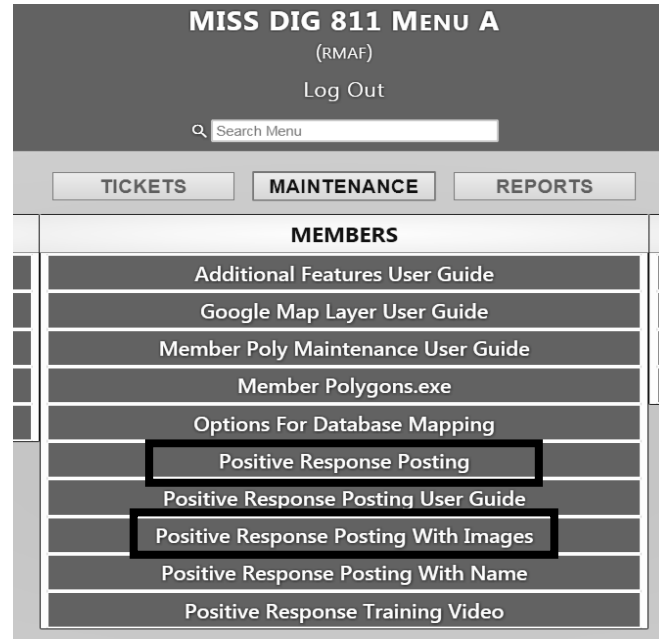 MISS DIG 811 MENU A
(RMAF)
Log Out
Search Menu
TICKETS MAINTENANCE REPORTS
MEMBERS
Additional Features User Guide
Google Map Layer User Guide
Member Poly Maintenance User Guide
Member Polygons.exe
Options For Database Mapping
Positive Response Posting
Positive Response Posting User Guide
Positive Response Posting With Images
Positive Response Posting With Name
Positive Response Training Video